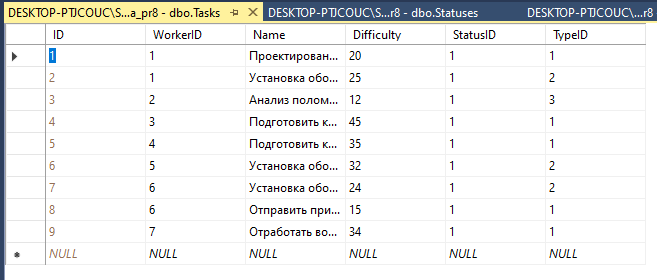 DESKTOP-PTJCOUC\S...a_pr8 - dbo.Tasks DESKTOP-PTJCOUC\S...r8 - dbo.Statuses DESKTOP-PTJCOUC\...r8
ID WorkerID Name Difficulty StatusID TypeID
1 1 Проектирован... 20 1 1
2 1 Установка обо... 25 1 2
3 2 Анализ полом... 12 1 3
4 3 Подготовить к... 45 1 1
5 4 Подготовить к... 35 1 1
6 5 Установка обо... 32 1 2
7 6 Установка обо... 24 1 2
8 6 Отправить при... 15 1 1
9 7 Отработать во... 34 1 1
NULL NULL NULL NULL NULL NULL